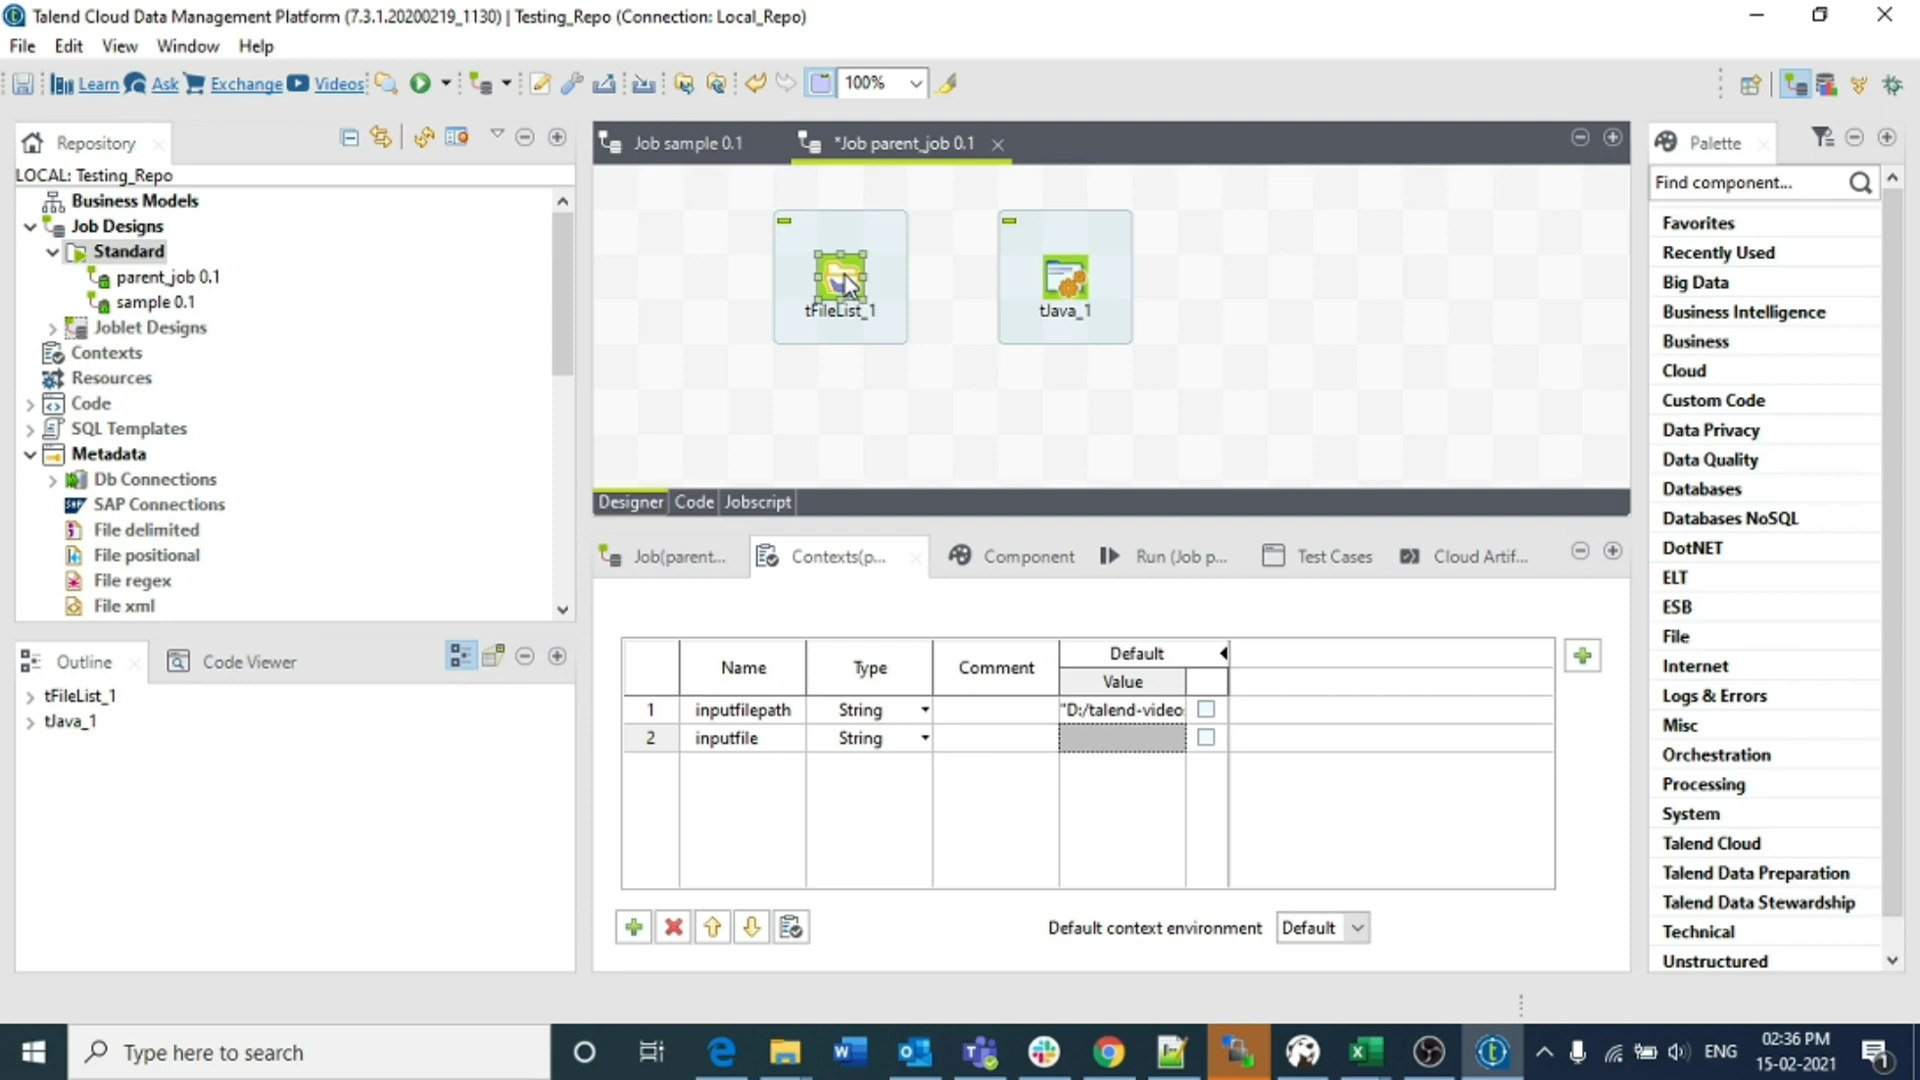 Talend Cloud Data Management Platform (7.3.1.20200219_1130) | Testing_Repo (Connection: Local_Repo)
File Edit View Window Help
Learn Ask Exchange Videos 100%
Repository
LOCAL: Testing_Repo
Business Models
Job Designs
Standard
parent_job 0.1
sample 0.1
Joblet Designs
Contexts
Resources
Code
SQL Templates
Metadata
Db Connections
SAP Connections
File delimited
File positional
File regex
File xml
Outline Code Viewer
tFileList_1
tJava_1
Job sample 0.1 *Job parent_job 0.1
tFileList_1 tJava_1
Designer Code Jobscript
Job(parent... Contexts(p... Component Run (Job p... Test Cases Cloud Artif...
Name Type Comment Default
Value
1 inputfilepath String "D:/talend-video
2 inputfile String
Default context environment Default
Palette
Find component...
Favorites
Recently Used
Big Data
Business Intelligence
Business
Cloud
Custom Code
Data Privacy
Data Quality
Databases
Databases NoSQL
DotNET
ELT
ESB
File
Internet
Logs & Errors
Misc
Orchestration
Processing
System
Talend Cloud
Talend Data Preparation
Talend Data Stewardship
Technical
Unstructured
Type here to search
ENG
02:36 PM
15-02-2021
1